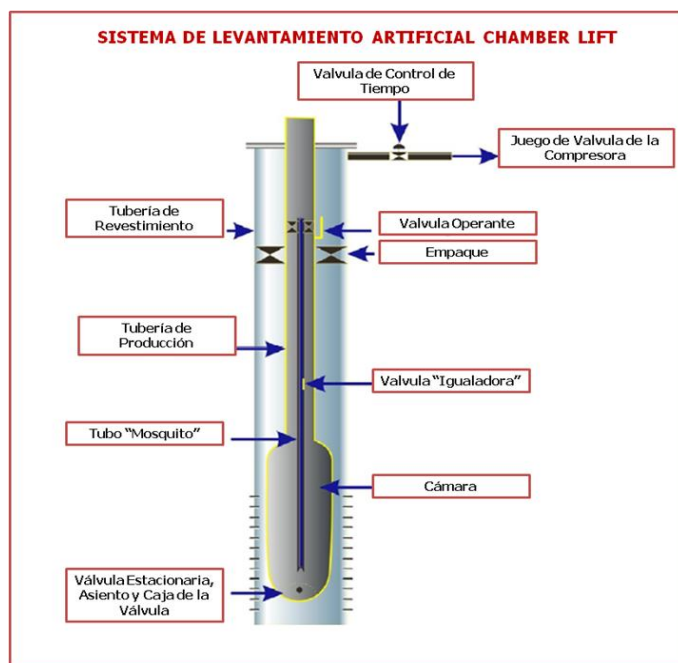 SISTEMA DE LEVANTAMIENTO ARTIFICIAL CHAMBER LIFT
Valvula de Control de
Tiempo
Juego de Valvula de la
Compresora
Tubería de
Revestimiento
Valvula Operante
Empaque
Tubería de
Producción
Valvula “Igualadora”
Tubo “Mosquito”
Cámara
Válvula Estacionaria,
Asiento y Caja de la
Válvula